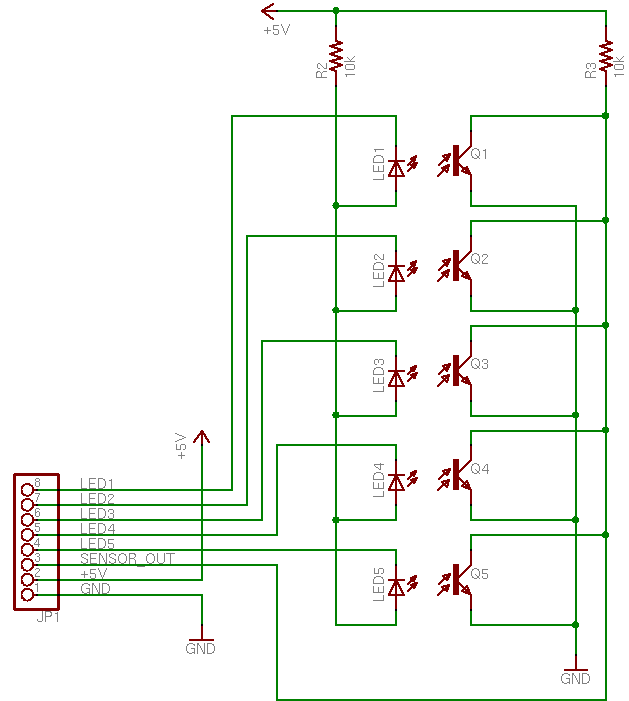 +5V
R2
10k
R3
10k
LED1
Q1
LED2
Q2
LED3
Q3
+5V
LED4
Q4
8 LED1
7 LED2
6 LED3
5 LED4
4 LED5
3 SENSOR_OUT
2 +5V
1 GND
JP1
LED5
Q5
GND
GND